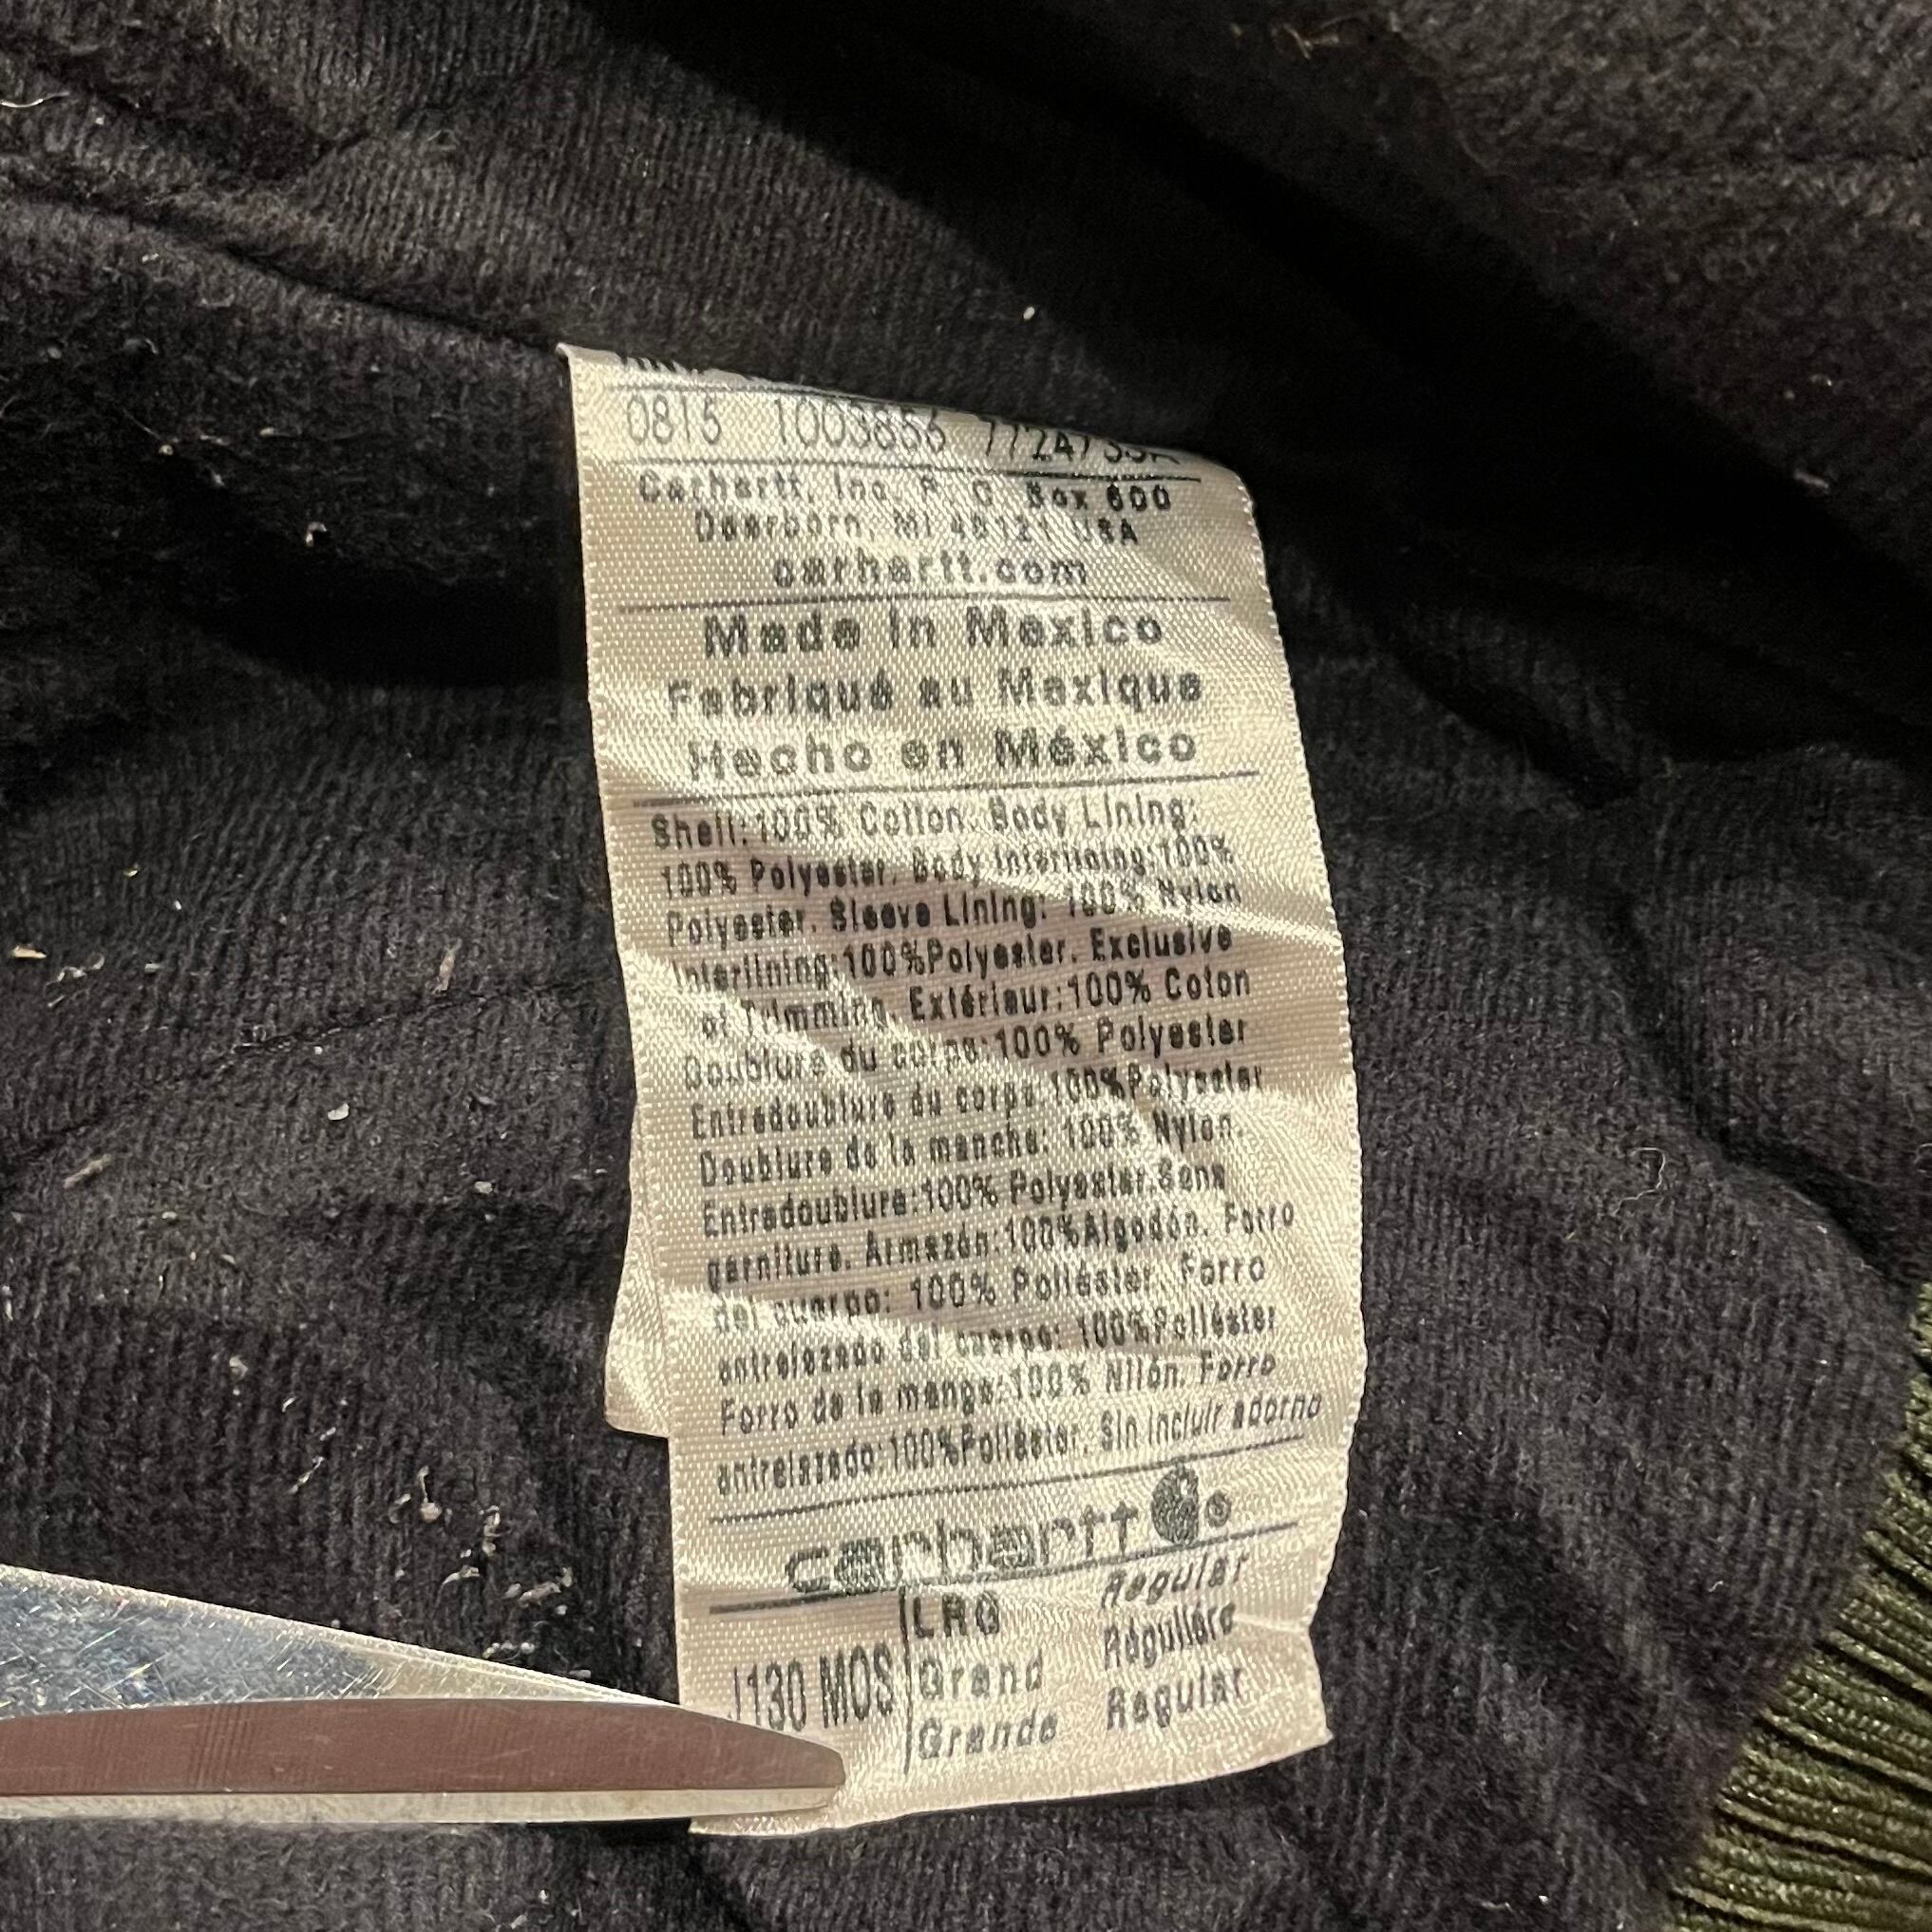 0815 1003856
Carhartt, Inc. P. O. Box 600
Dearborn, MI 48121 USA
carhartt.com
Made in Mexico
Fabriqué au Mexique
Hecho en México
Shell:100% Cotton. Body Lining:
100% Polyester. Body Interlining:100%
Polyester. Sleeve Lining: 100% Nylon
Interlining:100%Polyester. Exclusive
of Trimming. Extérieur:100% Coton
Doublure du corps:100% Polyester
Entredoublure du corps:100%Polyester
Doublure de la manche: 100% Nylon.
Entredoublure:100% Polyester.Sans
garniture. Armazón:100%Algodón. Forro
del cuerpo: 100% Poliéster. Forro
entrelazado del cuerpo: 100%Poliéster
Forro de la manga:100% Nilón. Forro
entrelazado:100%Poliéster. Sin incluir adorno
carhartt
J130 MOS LRG Regular
Grand Régulière
Grande Regular